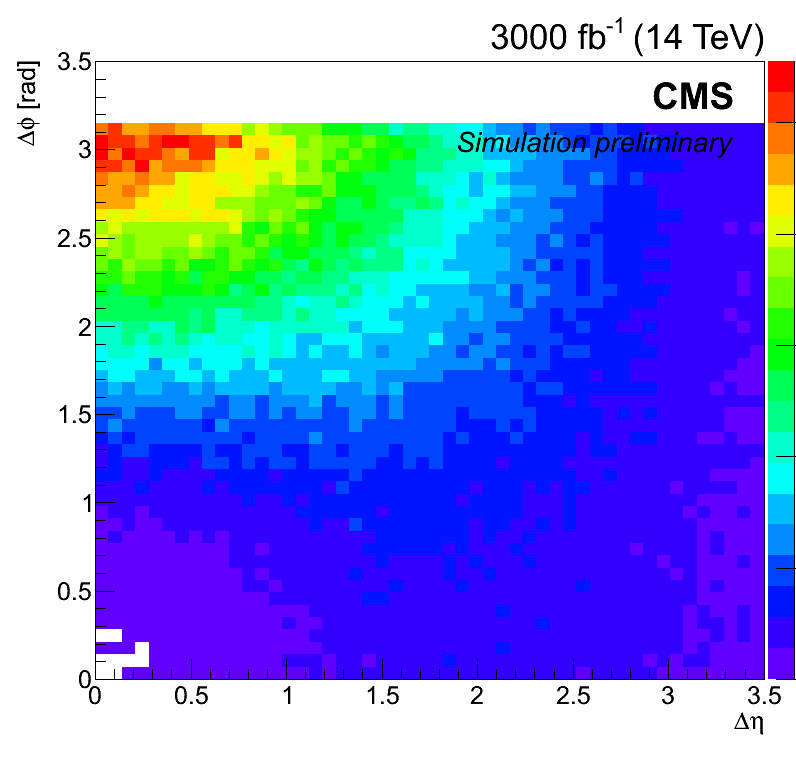 3000 fb⁻¹ (14 TeV)
CMS
Simulation preliminary
Δϕ [rad]
3.5
3
2.5
2
1.5
1
0.5
0
0 0.5 1 1.5 2 2.5 3 3.5
Δη